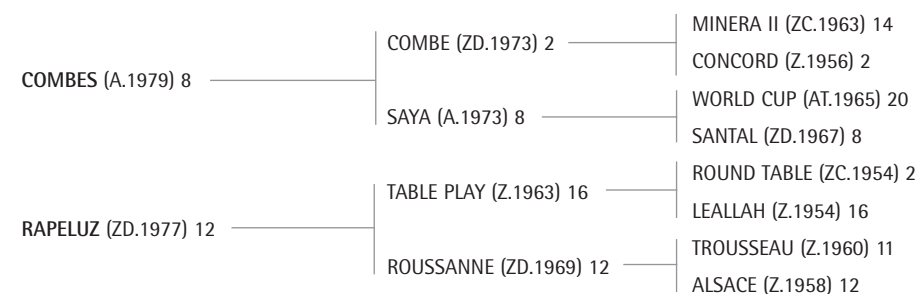 COMBES (A.1979) 8
COMBE (ZD.1973) 2
MINERA II (ZC.1963) 14
CONCORD (Z.1956) 2
SAYA (A.1973) 8
WORLD CUP (AT.1965) 20
SANTAL (ZD.1967) 8
RAPELUZ (ZD.1977) 12
TABLE PLAY (Z.1963) 16
ROUND TABLE (ZC.1954) 2
LEALLAH (Z.1954) 16
ROUSSANNE (ZD.1969) 12
TROUSSEAU (Z.1960) 11
ALSACE (Z.1958) 12